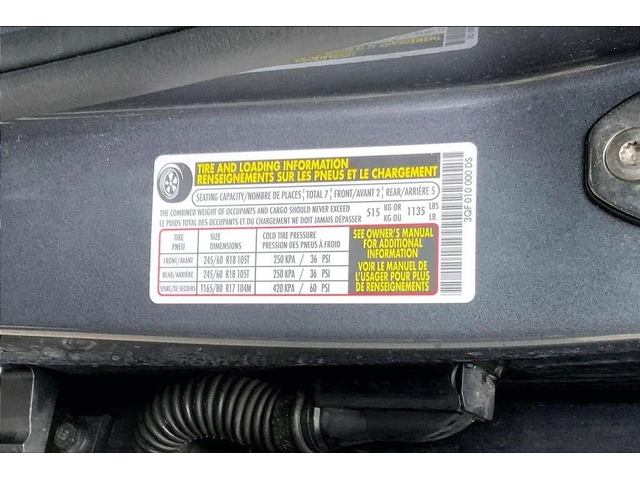 TIRE AND LOADING INFORMATION
RENSEIGNEMENTS SUR LES PNEUS ET LE CHARGEMENT
SEATING CAPACITY/NOMBRE DE PLACES TOTAL 7 FRONT/AVANT 2 REAR/ARRIÈRE 5
THE COMBINED WEIGHT OF OCCUPANTS AND CARGO SHOULD NEVER EXCEED 515 KG OR 1135 LBS
LE POIDS TOTAL DES OCCUPANTS ET DU CHARGEMENT NE DOIT JAMAIS DÉPASSER KG OU LB.
TIRE SIZE COLD TIRE PRESSURE
PNEU DIMENSION PRESSION DES PNEUS À FROID
FRONT/AVANT 245/60 R18 105T 250 KPA / 36 PSI
REAR/ARRIÈRE 245/60 R18 105T 250 KPA / 36 PSI
SPARE/DE SECOURS T165/80 R17 104M 420 KPA / 60 PSI
SEE OWNER'S MANUAL
FOR ADDITIONAL
INFORMATION
VOIR LE MANUEL DE
L'USAGER POUR PLUS
DE RENSEIGNEMENTS
3QF 010 000 DS